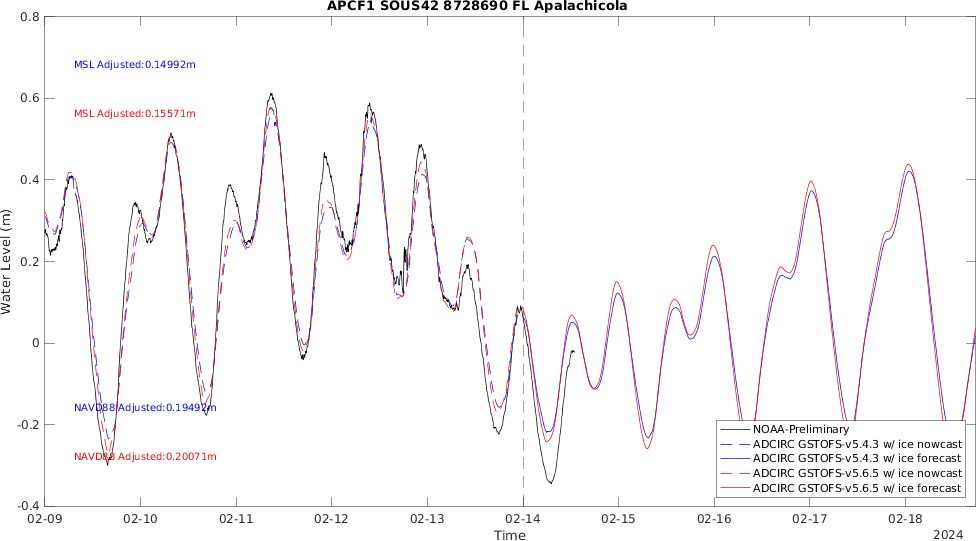 APCF1 SOUS42 8728690 FL Apalachicola
0.8
0.6
0.4
0.2
0
-0.2
-0.4
Water Level (m)
MSL Adjusted:0.14992m
MSL Adjusted:0.15571m
NAVD88 Adjusted:0.19492m
NAVD88 Adjusted:0.20071m
NOAA-Preliminary
ADCIRC GSTOFS-v5.4.3 w/ ice nowcast
ADCIRC GSTOFS-v5.4.3 w/ ice forecast
ADCIRC GSTOFS-v5.6.5 w/ ice nowcast
ADCIRC GSTOFS-v5.6.5 w/ ice forecast
02-09 02-10 02-11 02-12 02-13 02-14 02-15 02-16 02-17 02-18
Time
2024